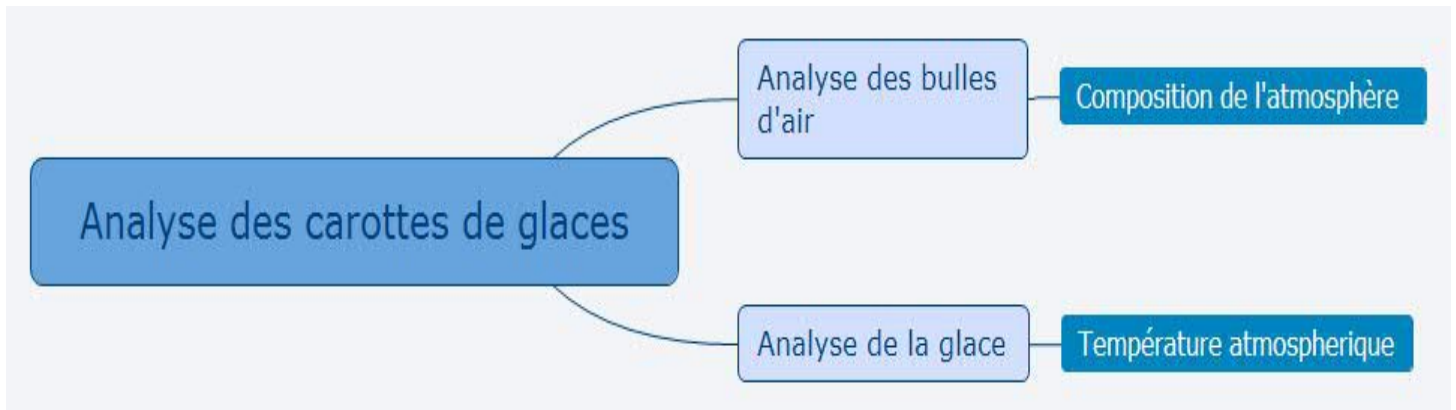 Analyse des carottes de glaces
Analyse des bulles
d'air
Composition de l'atmosphère
Analyse de la glace
Température atmospherique